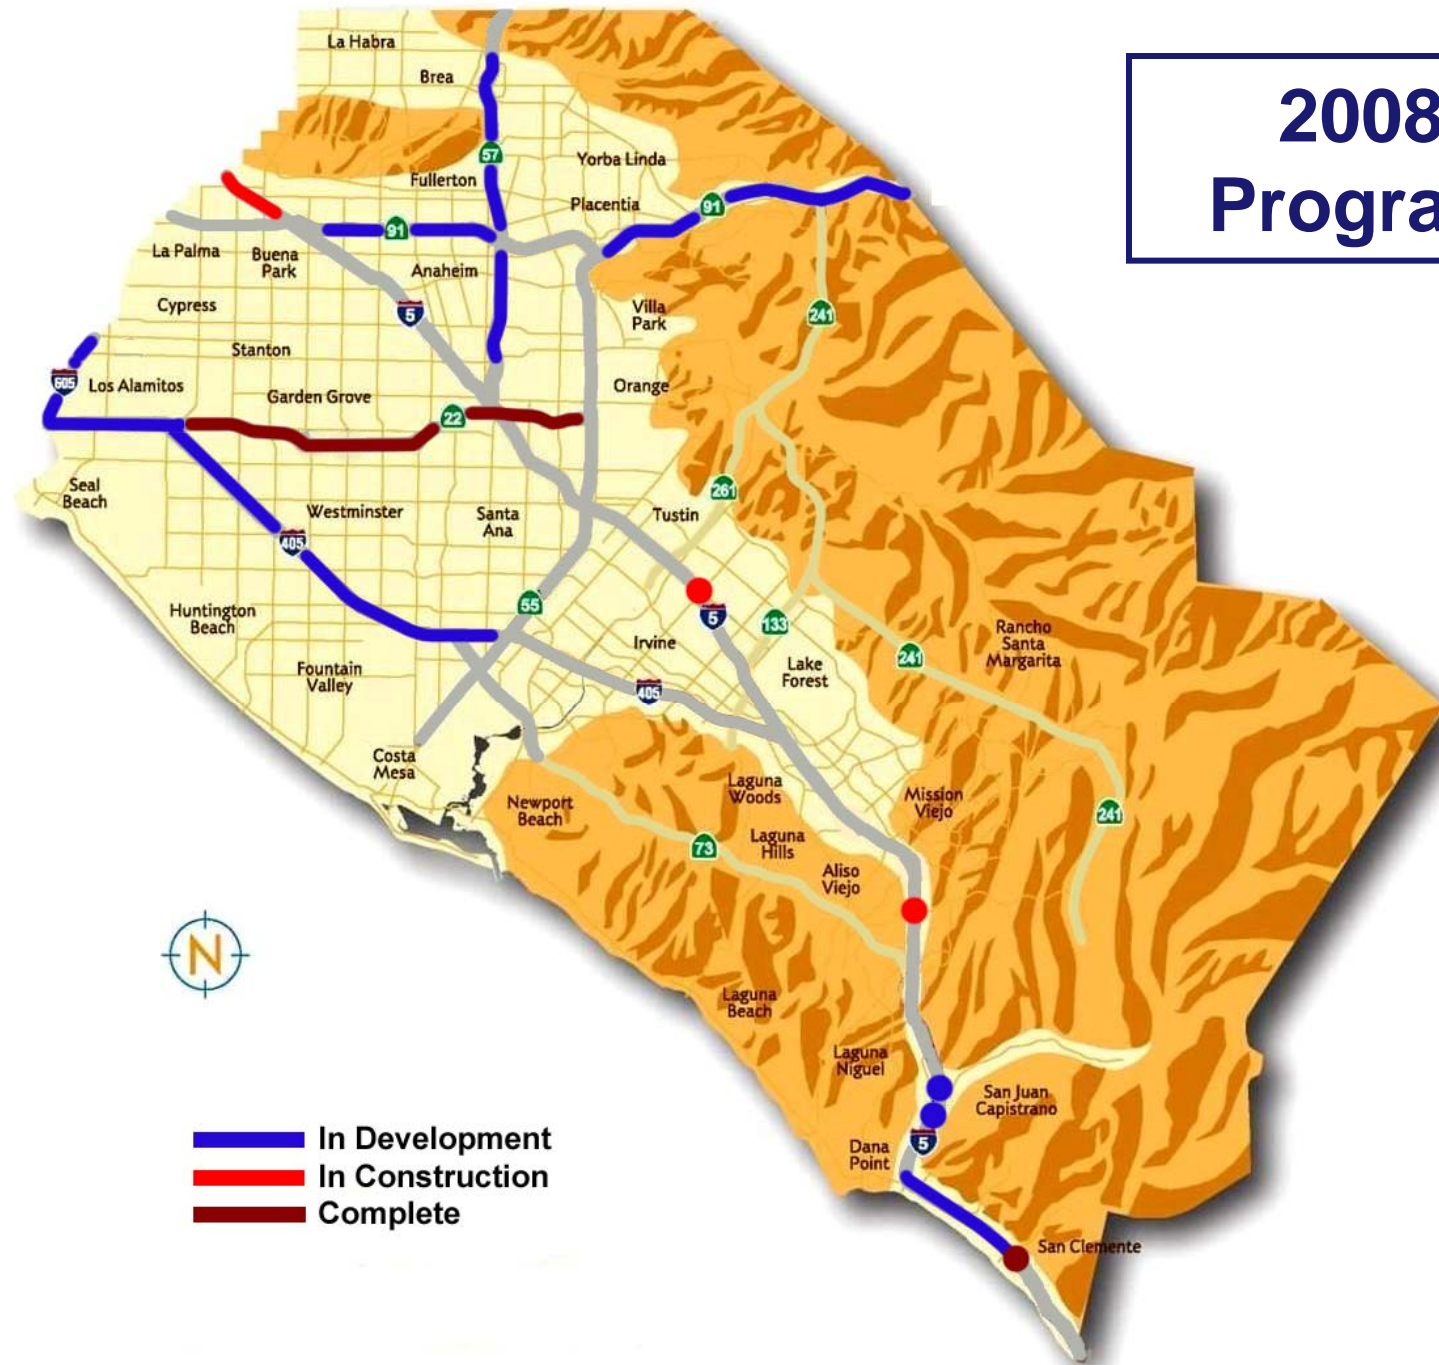 2008
Progra
La Habra
Brea
57
Yorba Linda
Fullerton
Placentia
91
91
La Palma
Buena
Park
Anaheim
Cypress
5
Villa
Park
241
Stanton
605
Los Alamitos
Orange
Garden Grove
22
Seal
Beach
261
Westminster
Santa
Ana
Tustin
405
55
Huntington
Beach
5
133
Irvine
Rancho
Santa
Margarita
241
Lake
Forest
Fountain
Valley
405
Costa
Mesa
Laguna
Woods
Mission
Viejo
Newport
Beach
241
73
Laguna
Hills
Aliso
Viejo
N
Laguna
Beach
Laguna
Niguel
San Juan
Capistrano
5
Dana
Point
San Clemente
In Development
In Construction
Complete